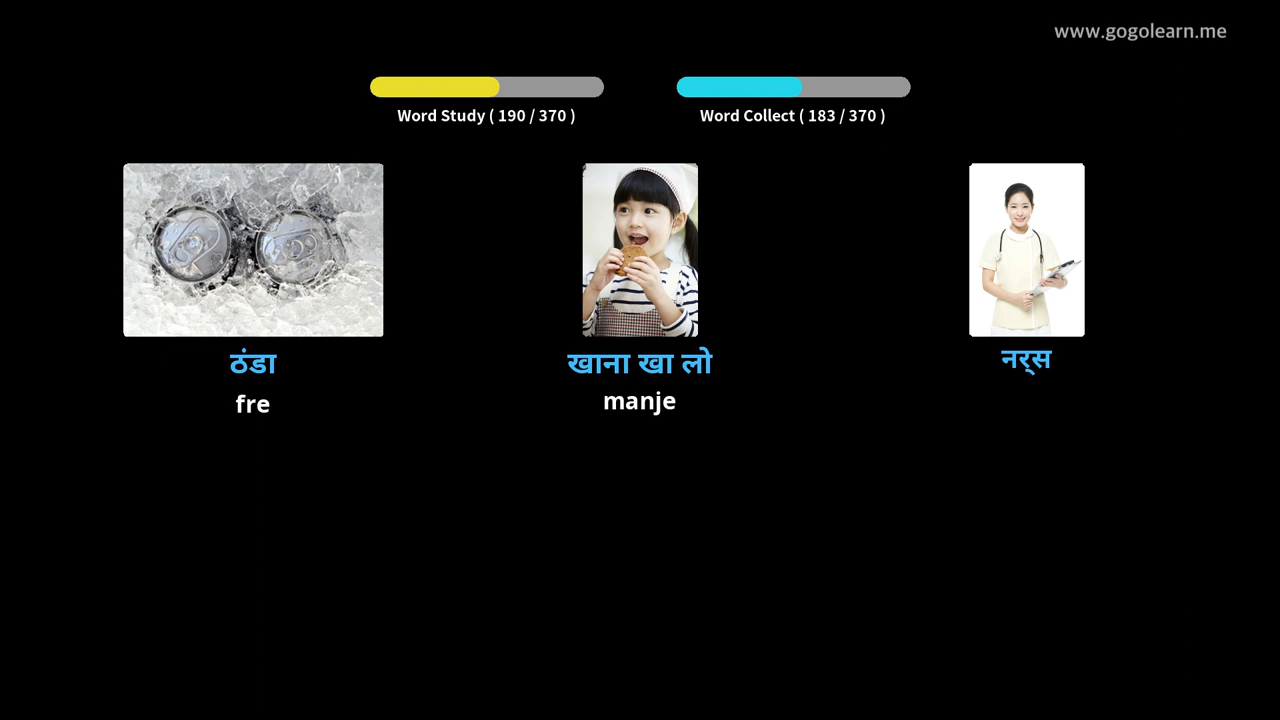 www.gogolearn.me
Word Study ( 190 / 370 )
Word Collect ( 183 / 370 )
ठंडा
खाना खा लो
नर्स
fre
manje